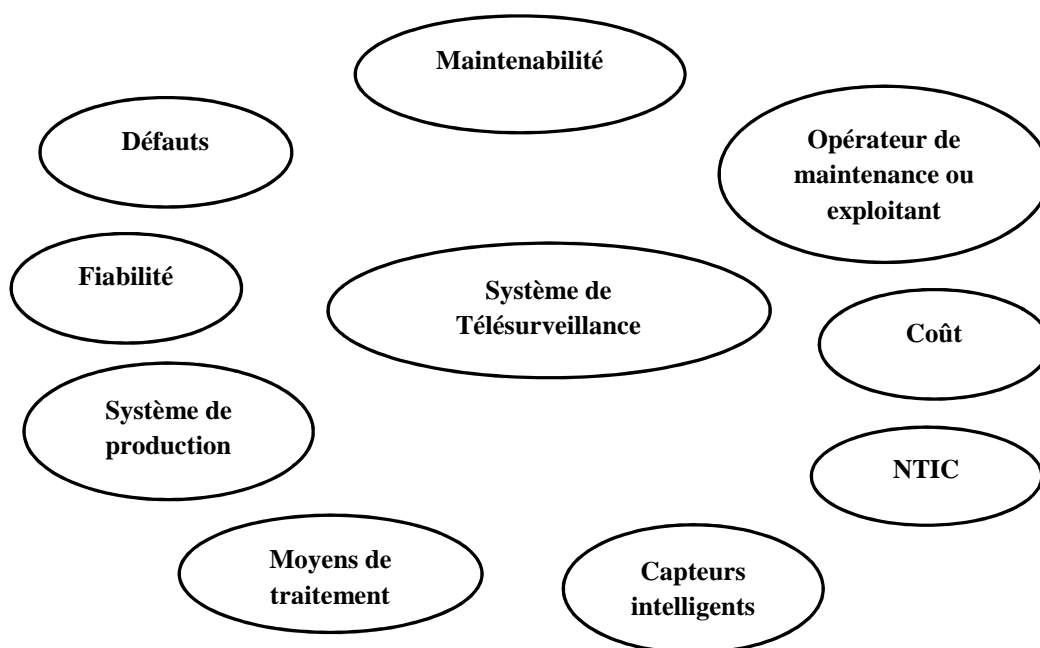 Maintenabilité
Défauts
Opérateur de
maintenance ou
exploitant
Fiabilité
Système de
Télésurveillance
Coût
Système de
production
NTIC
Moyens de
traitement
Capteurs
intelligents